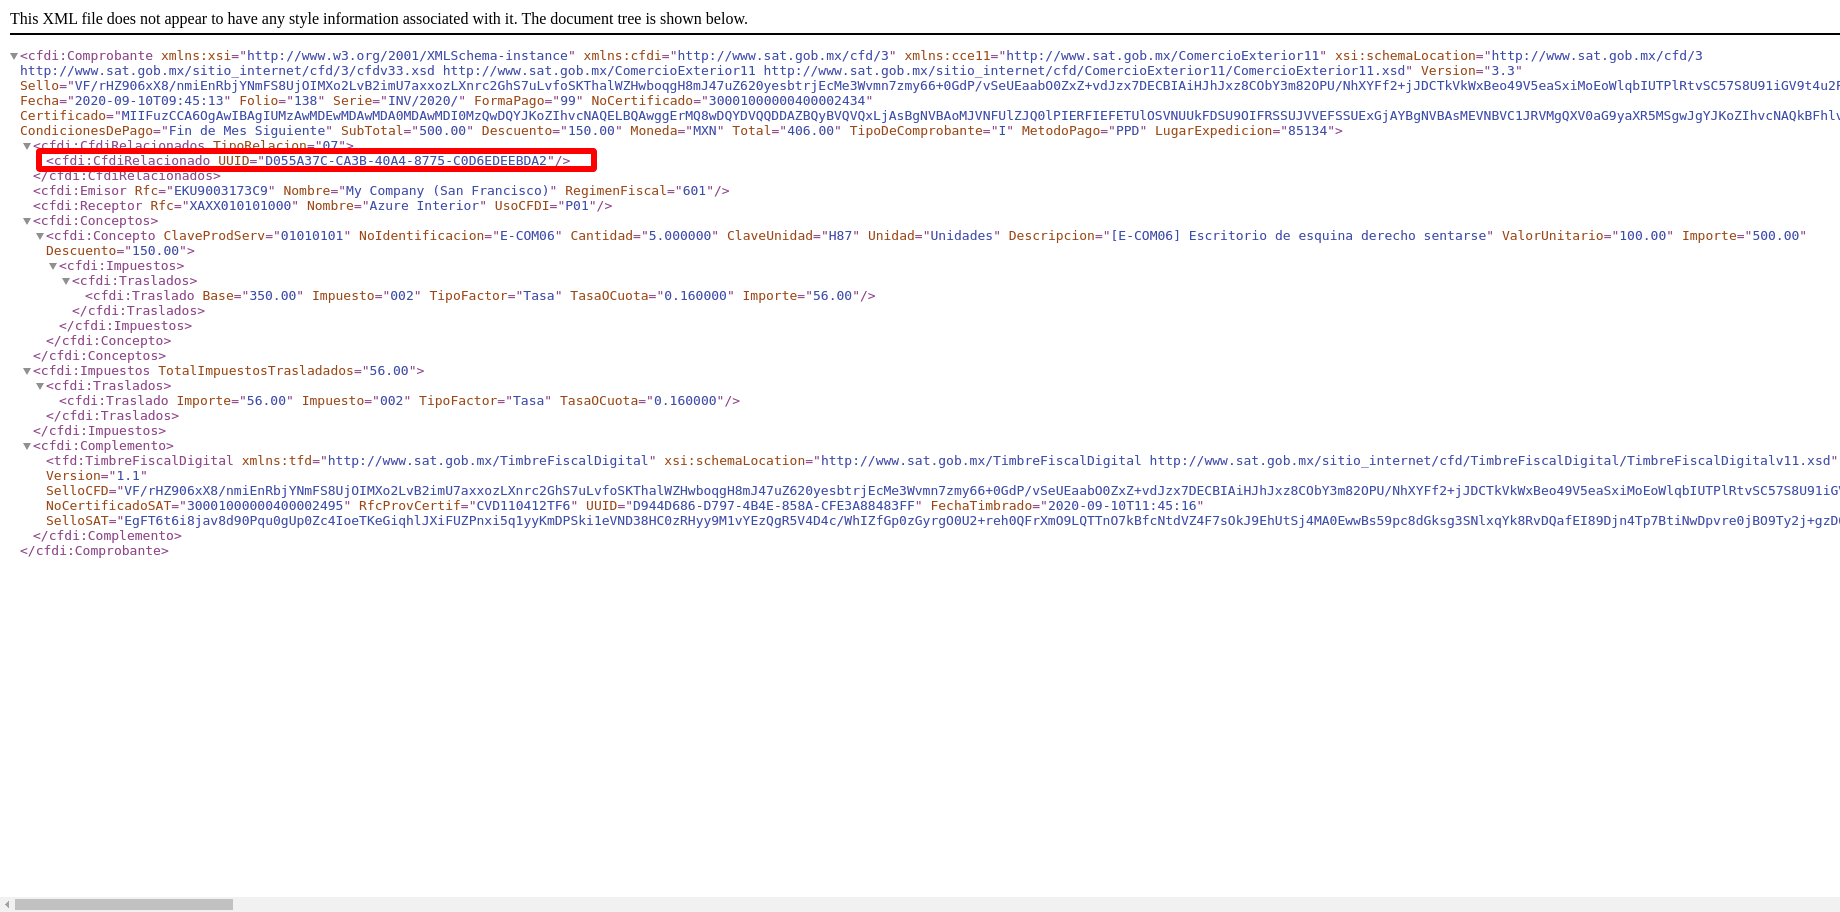 This XML file does not appear to have any style information associated with it. The document tree is shown below.
<cfdi:Comprobante xmlns:xsi="http://www.w3.org/2001/XMLSchema-instance" xmlns:cfdi="http://www.sat.gob.mx/cfd/3" xmlns:cce11="http://www.sat.gob.mx/ComercioExterior11" xsi:schemaLocation="http://www.sat.gob.mx/cfd/3
http://www.sat.gob.mx/sitio_internet/cfd/3/cfdv33.xsd http://www.sat.gob.mx/ComercioExterior11 http://www.sat.gob.mx/sitio_internet/cfd/ComercioExterior11/ComercioExterior11.xsd" Version="3.3"
Sello="VF/rHZ906xX8/nmiEnRbjYNmFS8UjOIMXo2LvB2imU7axxozLXnrc2GhS7uLvfoSKThalWZHwboqgH8mJ47uZ620yesbtrjEcMe3Wvmn7zmy66+0GdP/vSeUEaabO0ZxZ+vdJzx7DECBIAiHJhJxz8CObY3m82OPU/NhXYFf2+jJDCTkVkWxBeo49V5eaSxiMoEoWlqbIUTPlRtvSC57S8U91iGV9t4u2F
Fecha="2020-09-10T09:45:13" Folio="138" Serie="INV/2020/" FormaPago="99" NoCertificado="30001000000400002434"
Certificado="MIIFuzCCA6OgAwIBAgIUMzAwMDEwMDAwMDA0MDAwMDI0MzQwDQYJKoZIhvcNAQELBQAwggErMQ8wDQYDVQQDDAZBQyBVQVQxLjAsBgNVBAoMJVNFUlZJQ0lPIERFIEFETUlOSVNUUkFDSU9OIFRSSUJVVEFSSUExGjAYBgNVBAsMEVNBVC1JRVMgQXV0aG9yaXR5MSgwJgYJKoZIhvcNAQkBFhlv
CondicionesDePago="Fin de Mes Siguiente" SubTotal="500.00" Descuento="150.00" Moneda="MXN" Total="406.00" TipoDeComprobante="I" MetodoPago="PPD" LugarExpedicion="85134">
<cfdi:CfdiRelacionados TipoRelacion="07">
<cfdi:CfdiRelacionado UUID="D055A37C-CA3B-40A4-8775-C0D6EDEEBDA2"/>
</cfdi:CfdiRelacionados>
<cfdi:Emisor Rfc="EKU9003173C9" Nombre="My Company (San Francisco)" RegimenFiscal="601"/>
<cfdi:Receptor Rfc="XAXX010101000" Nombre="Azure Interior" UsoCFDI="P01"/>
<cfdi:Conceptos>
<cfdi:Concepto ClaveProdServ="01010101" NoIdentificacion="E-COM06" Cantidad="5.000000" ClaveUnidad="H87" Unidad="Unidades" Descripcion="[E-COM06] Escritorio de esquina derecho sentarse" ValorUnitario="100.00" Importe="500.00"
Descuento="150.00">
<cfdi:Impuestos>
<cfdi:Traslados>
<cfdi:Traslado Base="350.00" Impuesto="002" TipoFactor="Tasa" TasaOCuota="0.160000" Importe="56.00"/>
</cfdi:Traslados>
</cfdi:Impuestos>
</cfdi:Concepto>
</cfdi:Conceptos>
<cfdi:Impuestos TotalImpuestosTrasladados="56.00">
<cfdi:Traslados>
<cfdi:Traslado Importe="56.00" Impuesto="002" TipoFactor="Tasa" TasaOCuota="0.160000"/>
</cfdi:Traslados>
</cfdi:Impuestos>
<cfdi:Complemento>
<tfd:TimbreFiscalDigital xmlns:tfd="http://www.sat.gob.mx/TimbreFiscalDigital" xsi:schemaLocation="http://www.sat.gob.mx/TimbreFiscalDigital http://www.sat.gob.mx/sitio_internet/cfd/TimbreFiscalDigital/TimbreFiscalDigitalv11.xsd"
Version="1.1"
SelloCFD="VF/rHZ906xX8/nmiEnRbjYNmFS8UjOIMXo2LvB2imU7axxozLXnrc2GhS7uLvfoSKThalWZHwboqgH8mJ47uZ620yesbtrjEcMe3Wvmn7zmy66+0GdP/vSeUEaabO0ZxZ+vdJzx7DECBIAiHJhJxz8CObY3m82OPU/NhXYFf2+jJDCTkVkWxBeo49V5eaSxiMoEoWlqbIUTPlRtvSC57S8U91iGV
NoCertificadoSAT="30001000000400002495" RfcProvCertif="CVD110412TF6" UUID="D944D686-D797-4B4E-858A-CFE3A88483FF" FechaTimbrado="2020-09-10T11:45:16"
SelloSAT="EgFT6t6i8jav8d90Pqu0gUp0Zc4IoeTKeGiqhlJXiFUZPnxi5q1yyKmDPSki1eVND38HC0zRHyy9M1vYEzQgR5V4D4c/WhIZfGp0zGyrgO0U2+reh0QFrXmO9LQTTnO7kBfcNtdVZ4F7sOkJ9EhUtSj4MA0EwwBs59pc8dGksg3SNlxqYk8RvDQafEI89Djn4Tp7BtiNwDpvre0jBO9Ty2j+gzD
</cfdi:Complemento>
</cfdi:Comprobante>